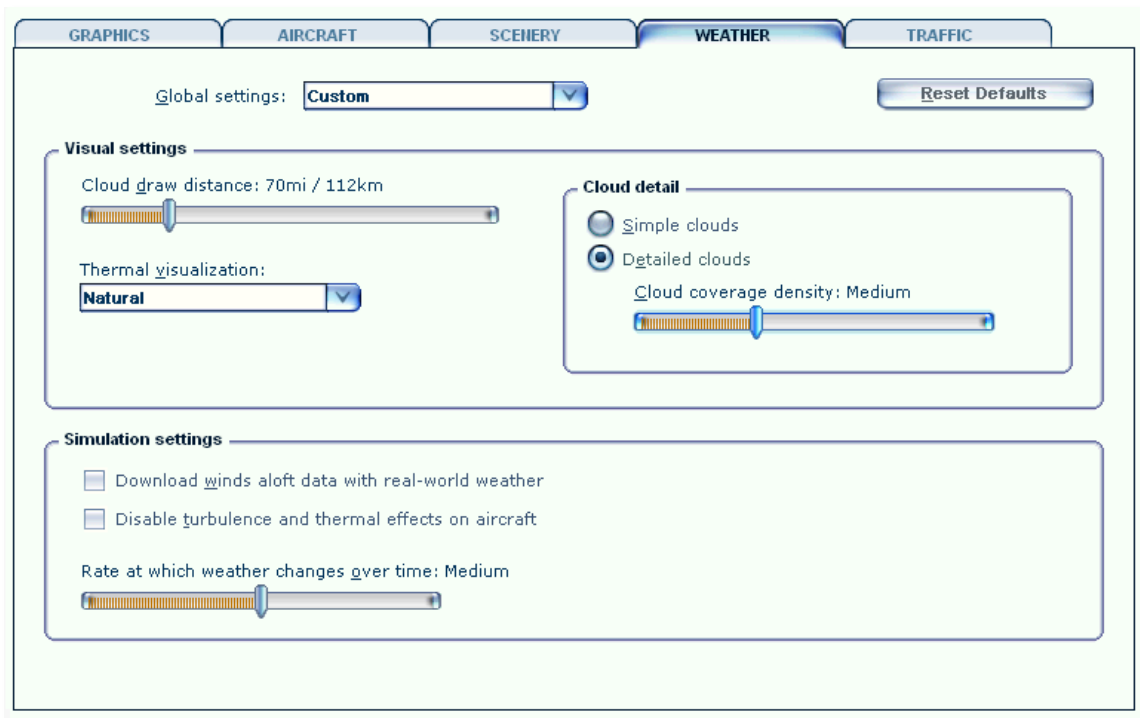 GRAPHICS AIRCRAFT SCENERY WEATHER TRAFFIC
Global settings: Custom Reset Defaults
Visual settings
Cloud draw distance: 70mi / 112km
Cloud detail
Simple clouds
Detailed clouds
Thermal visualization:
Natural
Cloud coverage density: Medium
Simulation settings
Download winds aloft data with real-world weather
Disable turbulence and thermal effects on aircraft
Rate at which weather changes over time: Medium